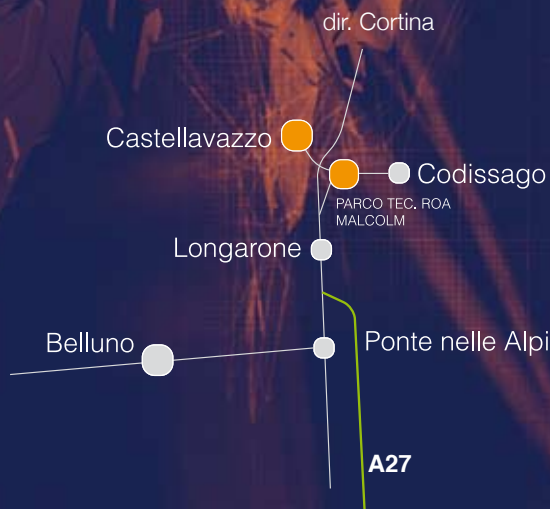 dir. Cortina
Castellavazzo
Codissago
PARCO TEC. ROA
MALCOLM
Longarone
Belluno
Ponte nelle Alpi
A27